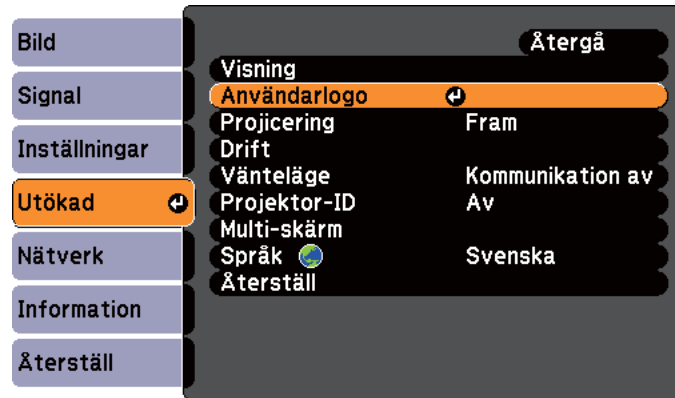 Bild
Signal
Inställningar
Utökad
Nätverk
Information
Återställ
Återgå
Visning
Användarlogo
Projicering Fram
Drift
Vänteläge Kommunikation av
Projektor-ID Av
Multi-skärm
Språk Svenska
Återställ